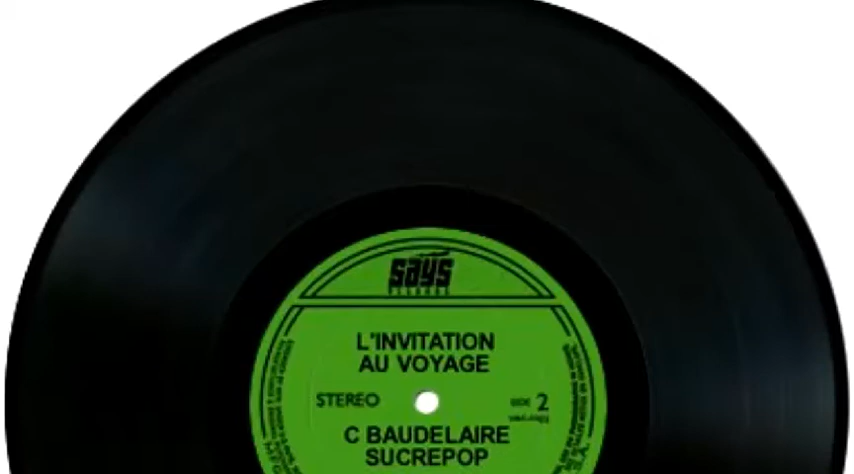 says
RECORDS
L'INVITATION
AU VOYAGE
STEREO
SIDE 2
C BAUDELAIRE
SUCREPOP